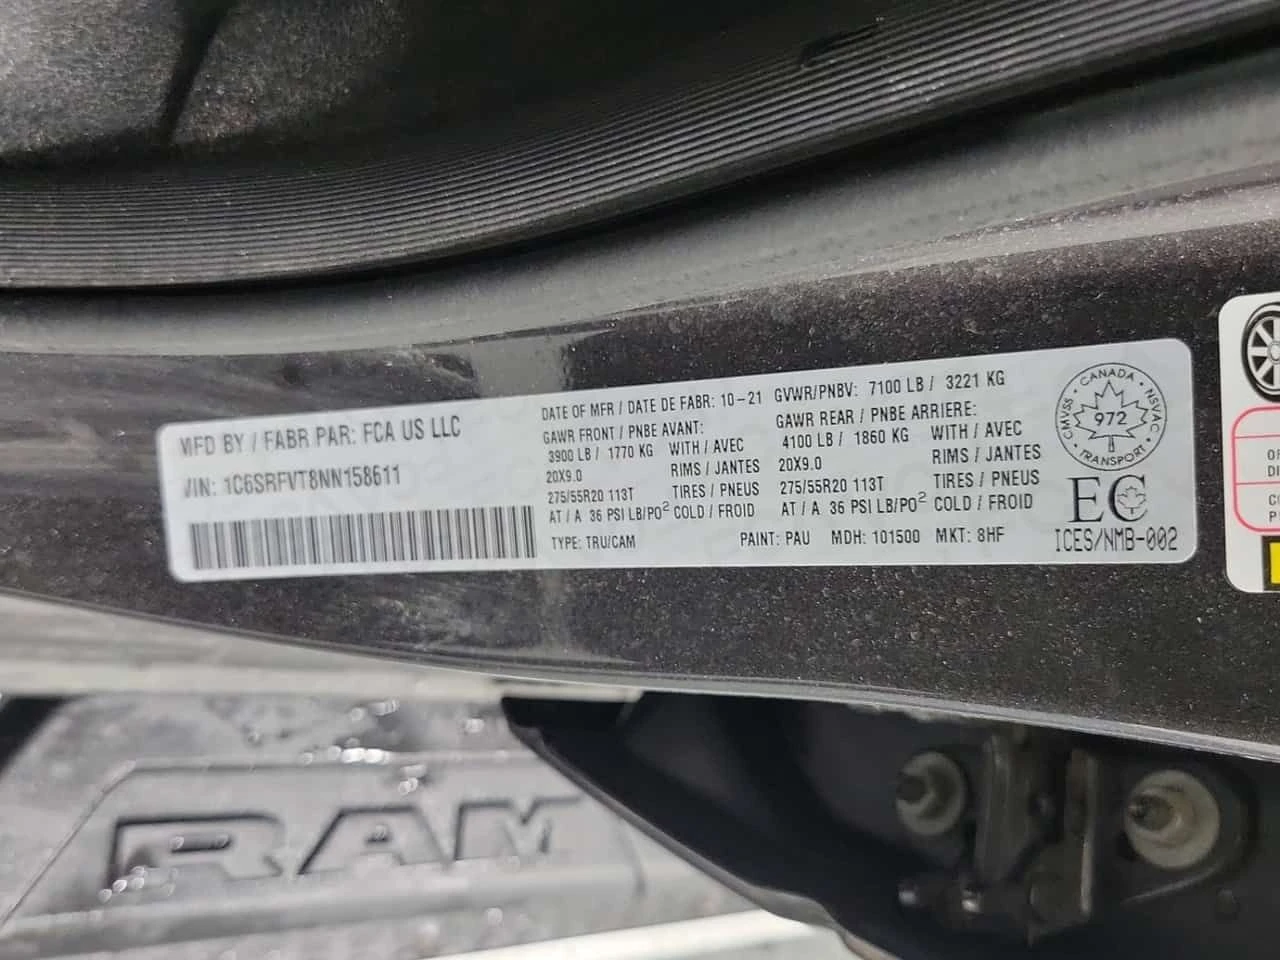 MFD BY / FABR PAR: FCA US LLC
VIN: 1C6SRFVT8NN158611
DATE OF MFR / DATE DE FABR: 10-21 GVWR/PNBV: 7100 LB / 3221 KG
GAWR FRONT / PNBE AVANT:
3900 LB / 1770 KG WITH / AVEC
20X9.0 RIMS / JANTES
275/55R20 113T TIRES / PNEUS
AT / A 36 PSI LB/PO² COLD / FROID
GAWR REAR / PNBE ARRIERE:
4100 LB / 1860 KG WITH / AVEC
20X9.0 RIMS / JANTES
275/55R20 113T TIRES / PNEUS
AT / A 36 PSI LB/PO² COLD / FROID
TYPE: TRU/CAM PAINT: PAU MDH: 101500 MKT: 8HF
CANADA
CMVSS NSVAC
972
TRANSPORT
EC
ICES/NMB-002
RAM